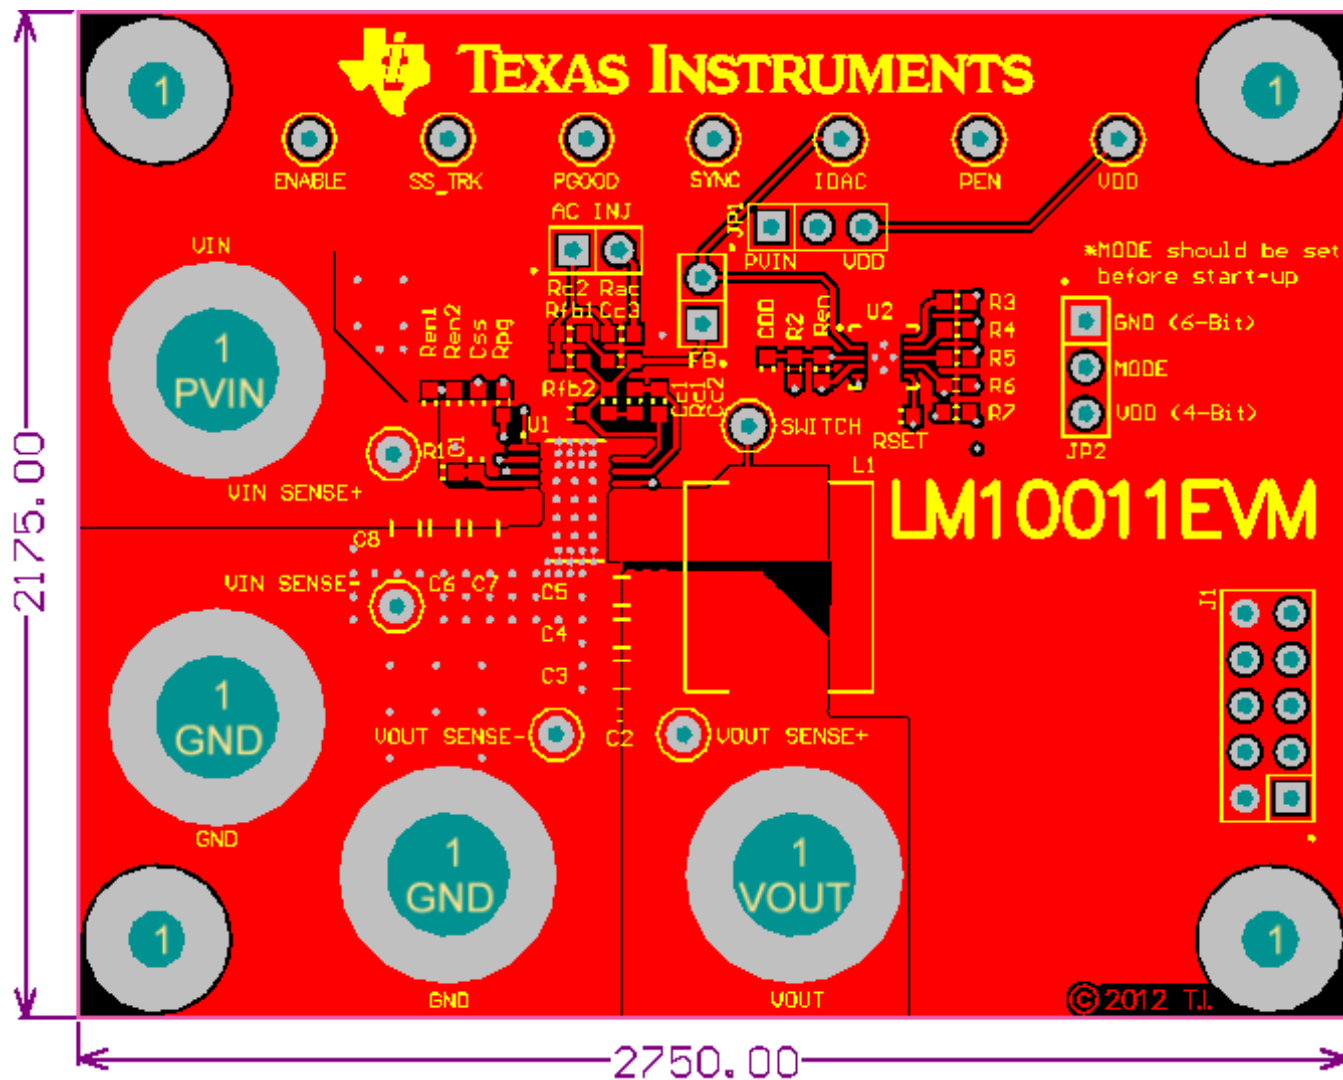 TEXAS INSTRUMENTS
1
1
ENABLE
SS_TRK
PGOOD
SYNC
IDAC
PEN
VDD
AC INJ
JP1
PVIN
VDD
VIN
*MODE should be set
before start-up
Rc2
Rac
Rfb1
Cc3
Ren1
Ren2
Css
Rpg
CDD
R2
Ren
U2
R3
R4
R5
R6
R7
GND (6-Bit)
MODE
VDD (4-Bit)
JP2
FB
1
PVIN
Rfb2
Cc1
Rc1
Cc2
U1
SWITCH
RSET
L1
VIN SENSE+
LM10011EVM
2175.00
C8
VIN SENSE-
C6
C7
C5
C4
C3
C2
J1
1
GND
VOUT SENSE-
VOUT SENSE+
GND
1
GND
1
VOUT
1
1
GND
VOUT
©2012 T.I.
2750.00